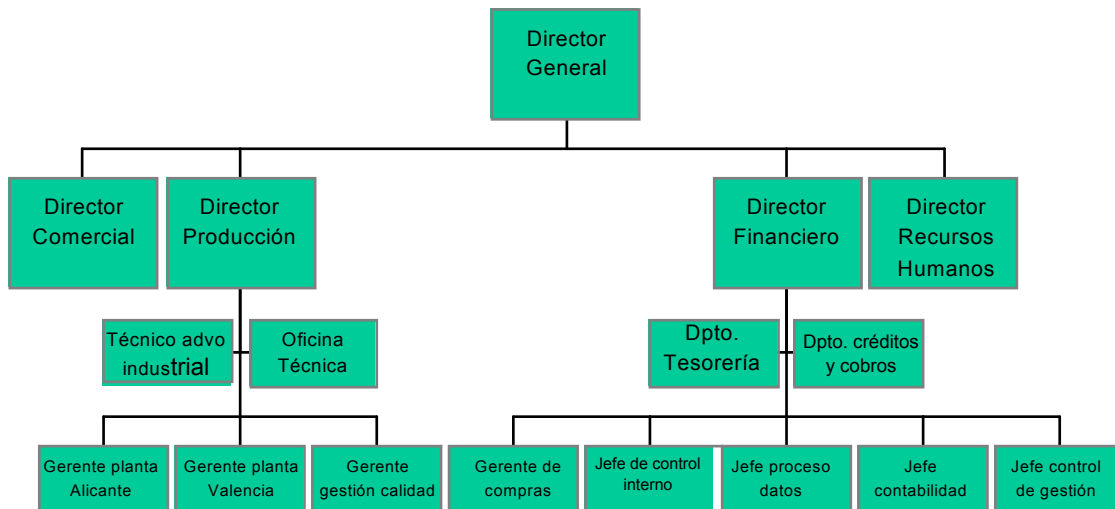 Director
General
Director
Comercial
Director
Producción
Director
Financiero
Director
Recursos
Humanos
Técnico advo
industrial
Oficina
Técnica
Dpto.
Tesorería
Dpto. créditos
y cobros
Gerente planta
Alicante
Gerente planta
Valencia
Gerente
gestión calidad
Gerente de
compras
Jefe de control
interno
Jefe proceso
datos
Jefe
contabilidad
Jefe control
de gestión